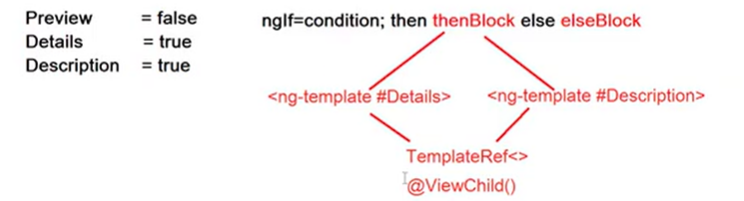 Preview = false
Details = true
Description = true
ngIf=condition; then thenBlock else elseBlock
<ng-template #Details>
<ng-template #Description>
TemplateRef<>
@ViewChild()